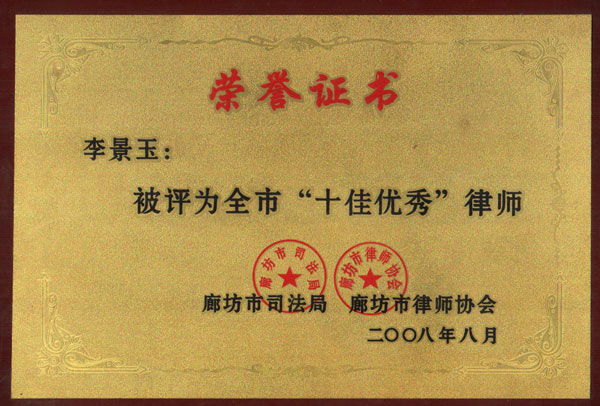 荣誉证书
李景玉：
被评为全市“十佳优秀”律师
廊坊市司法局
廊坊市律师协会
廊坊市司法局 廊坊市律师协会
二〇〇八年八月